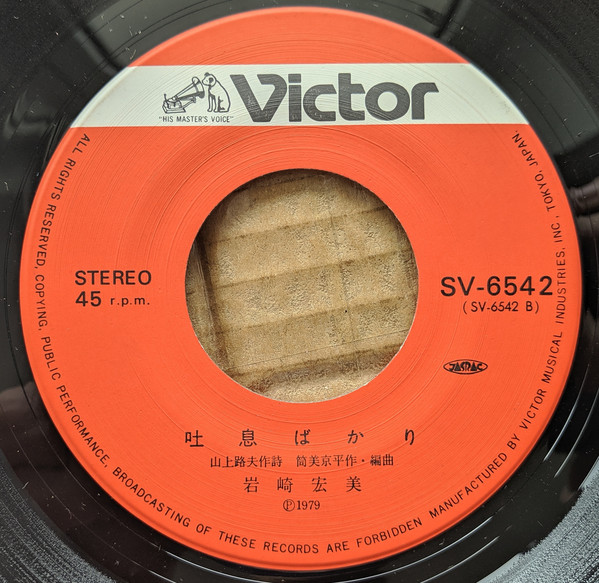 Victor
"HIS MASTER'S VOICE"
STEREO
45 r.p.m.
SV-6542
(SV-6542 B)
JASRAC
吐息ばかり
山上路夫作詩 筒美京平作・編曲
岩崎宏美
Ⓟ1979
ALL RIGHTS RESERVED, COPYING, PUBLIC PERFORMANCE, BROADCASTING OF THESE RECORDS ARE FORBIDDEN MANUFACTURED BY VICTOR MUSICAL INDUSTRIES, INC., TOKYO, JAPAN.